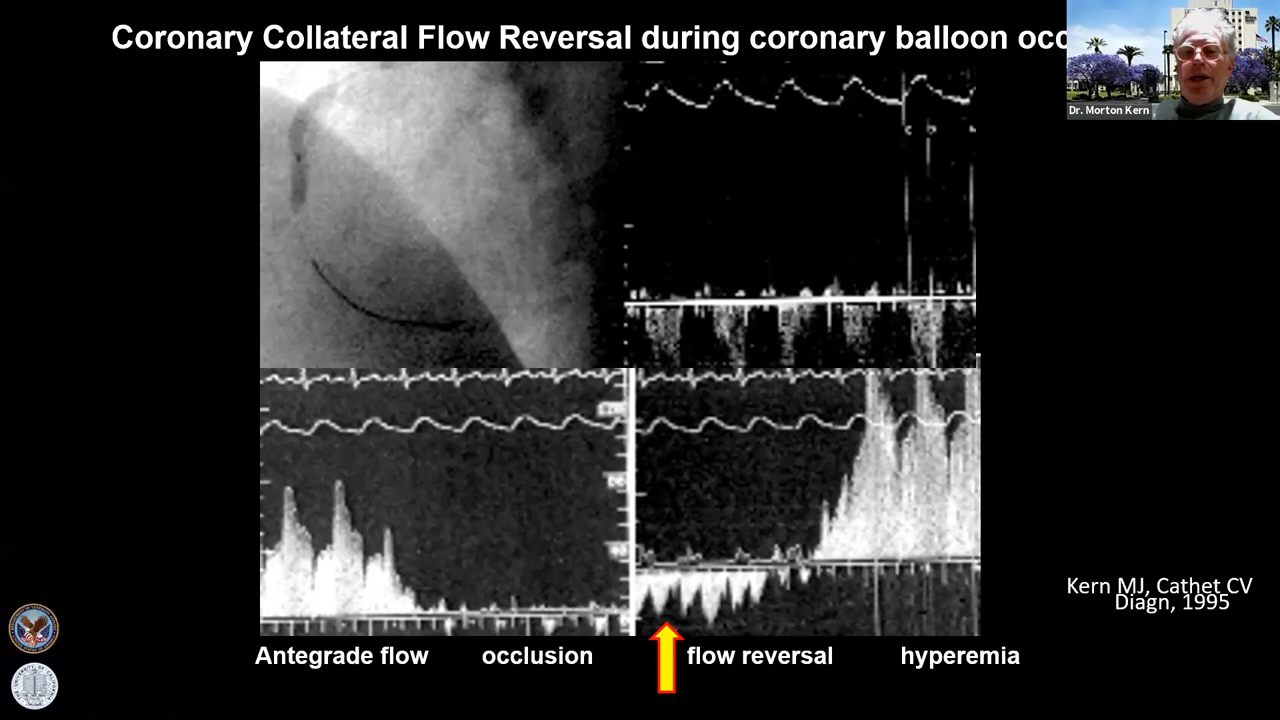 Coronary Collateral Flow Reversal during coronary balloon occ
Dr. Morton Kern
Kern MJ, Cathet CV
Diagn, 1995
Antegrade flow occlusion flow reversal hyperemia